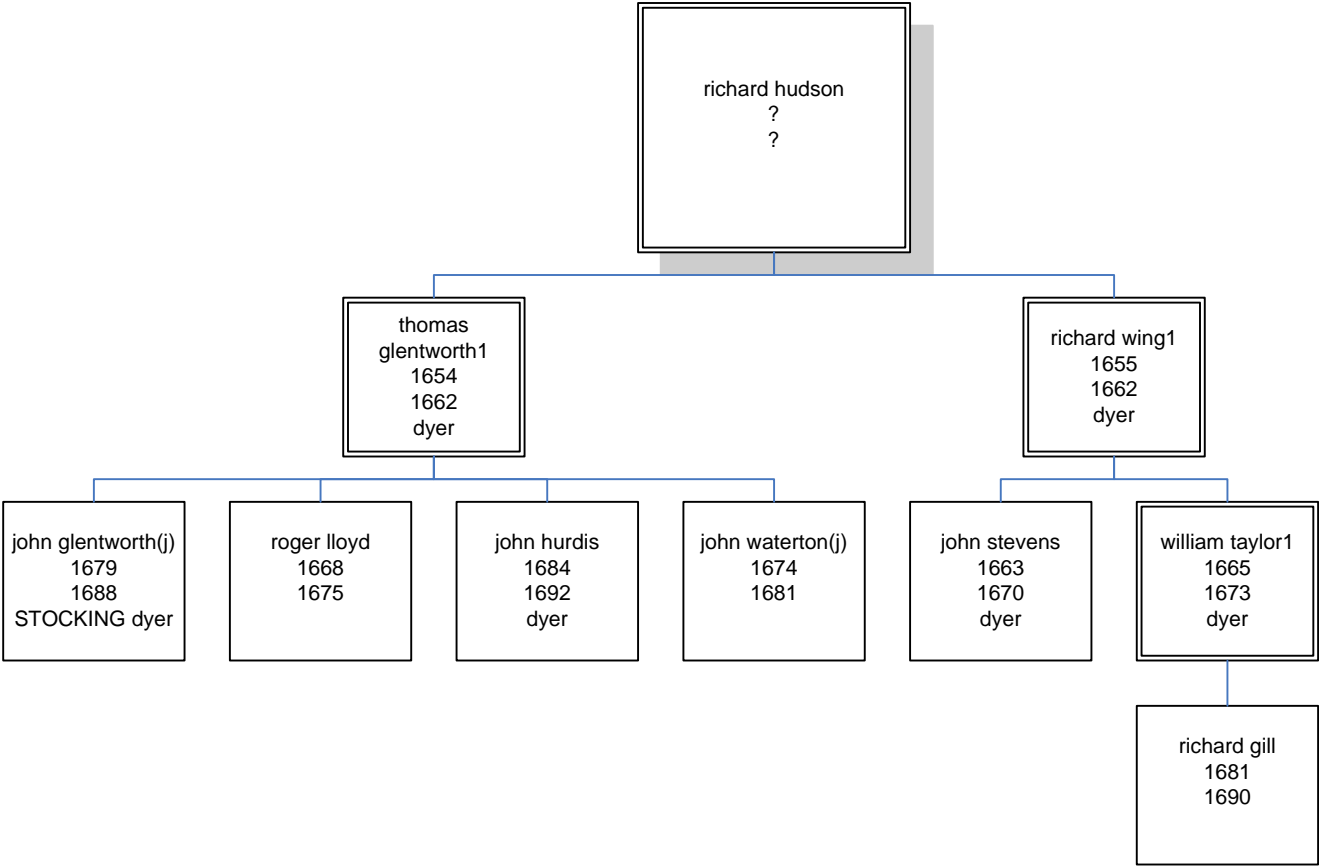 richard hudson
?
?
thomas
glentworth1
1654
1662
dyer
richard wing1
1655
1662
dyer
john glentworth(j)
1679
1688
STOCKING dyer
roger lloyd
1668
1675
john hurdis
1684
1692
dyer
john waterton(j)
1674
1681
john stevens
1663
1670
dyer
william taylor1
1665
1673
dyer
richard gill
1681
1690